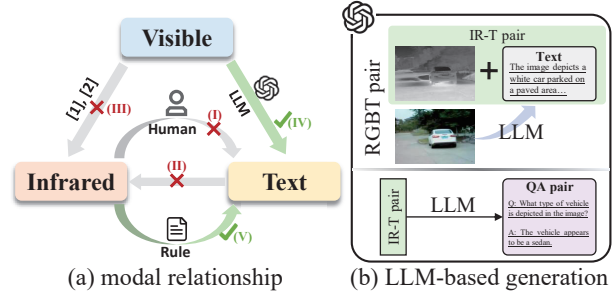 Visible
[1], [2]
(III)
Human
(I)
LLM
(IV)
(II)
Infrared
Text
Rule
(V)
(a) modal relationship
RGBT pair
IR-T pair
+
Text
The image depicts a
white car parked on
a paved area...
LLM
IR-T pair
LLM
QA pair
Q: What type of vehicle
is depicted in the image?
A: The vehicle appears
to be a sedan.
(b) LLM-based generation